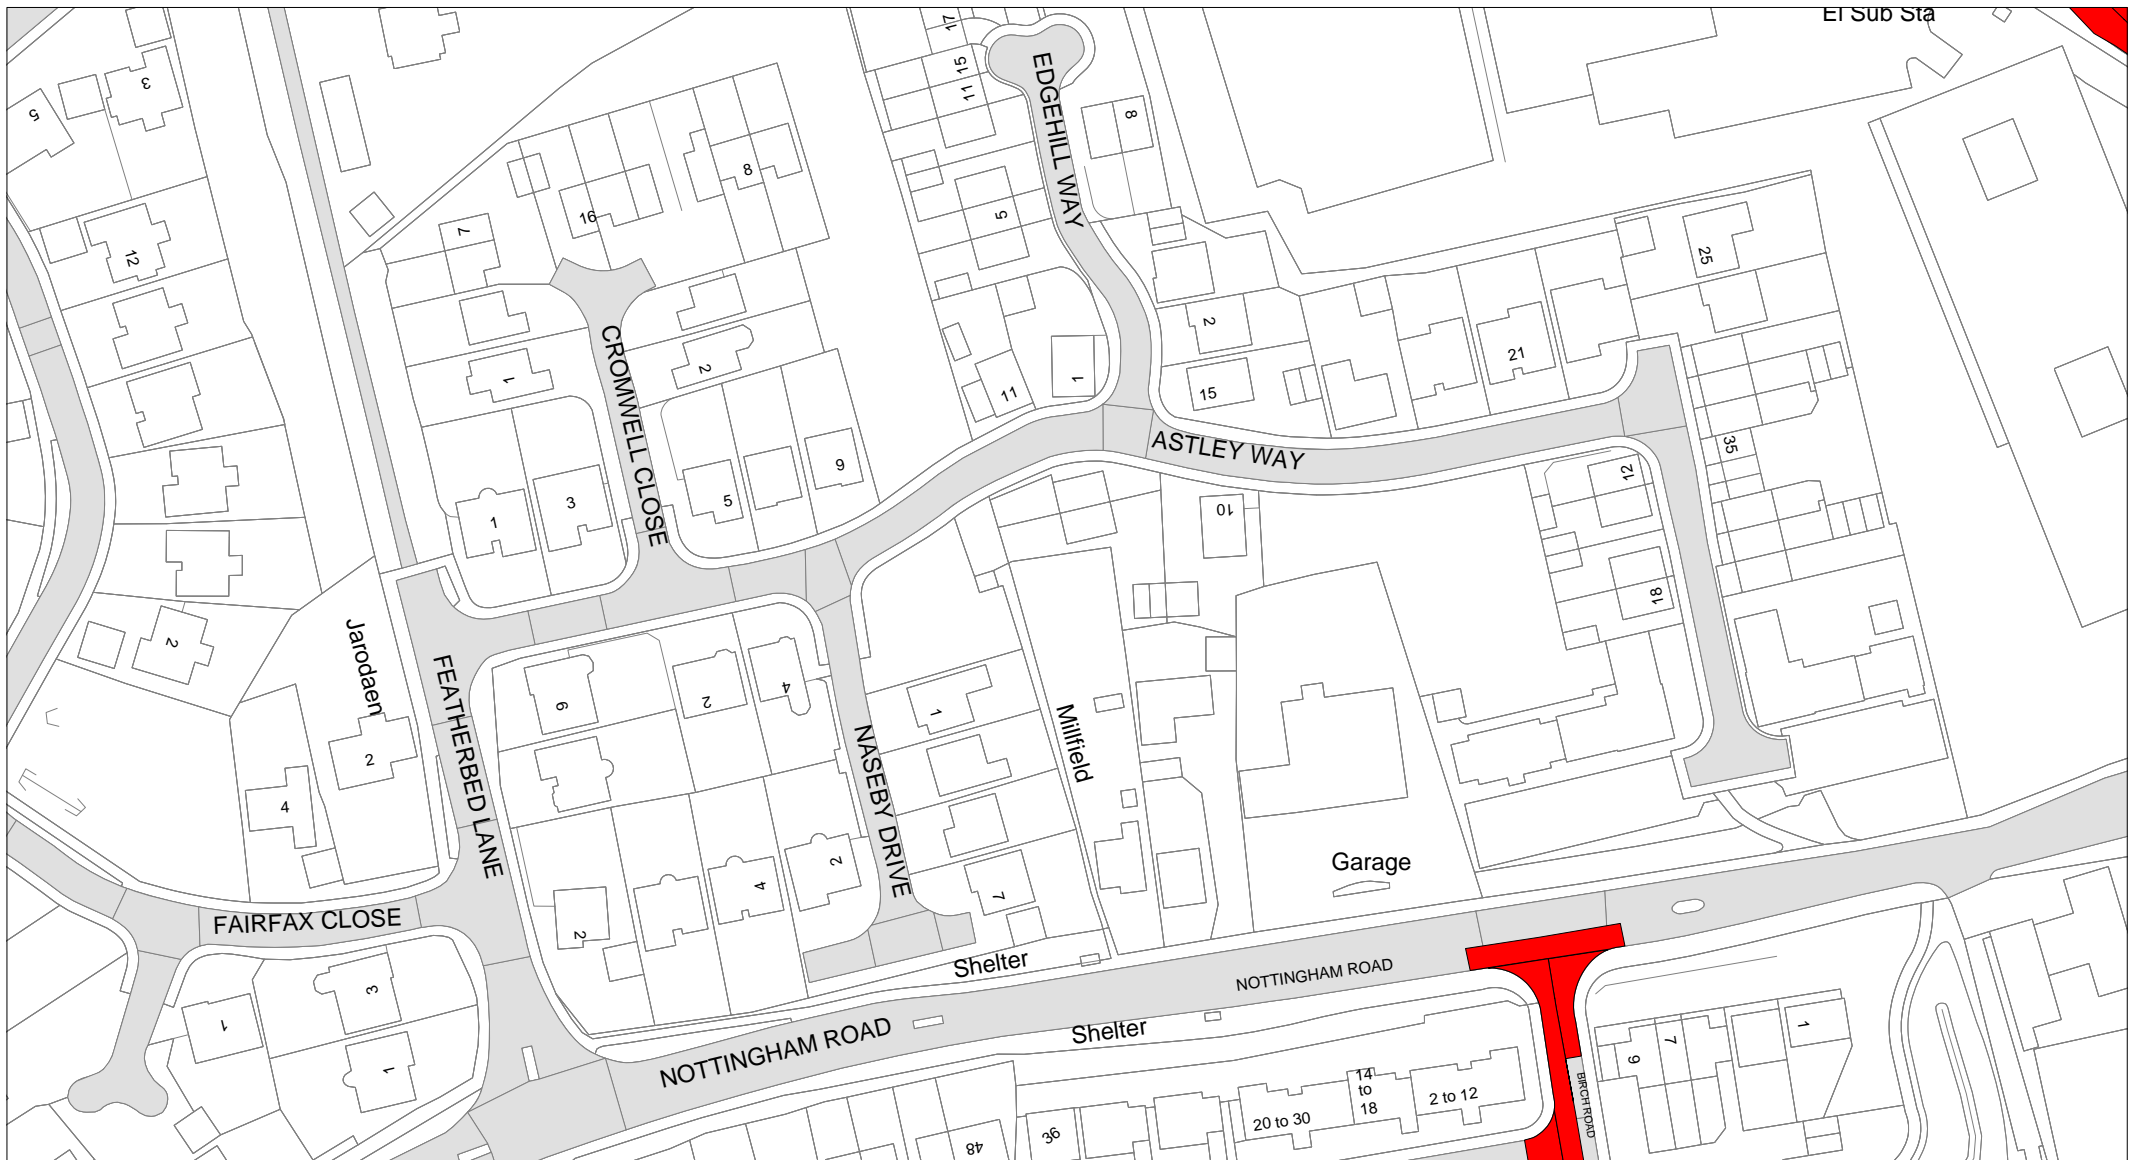 El Sub Sta
17
15
11
EDGEHILL WAY
8
3
5
8
7
16
5
12
25
2
CROMWELL CLOSE
1
2
11
1
15
21
ASTLEY WAY
35
12
9
5
3
1
10
18
2
Jarodaen
FEATHERBED LANE
9
2
4
1
Millfield
2
4
NASEBY DRIVE
Garage
2
4
7
2
FAIRFAX CLOSE
Shelter
NOTTINGHAM ROAD
3
1
1
NOTTINGHAM ROAD
Shelter
14
to
18
20 to 30
2 to 12
36
48
BIRCH ROAD
9
7
1